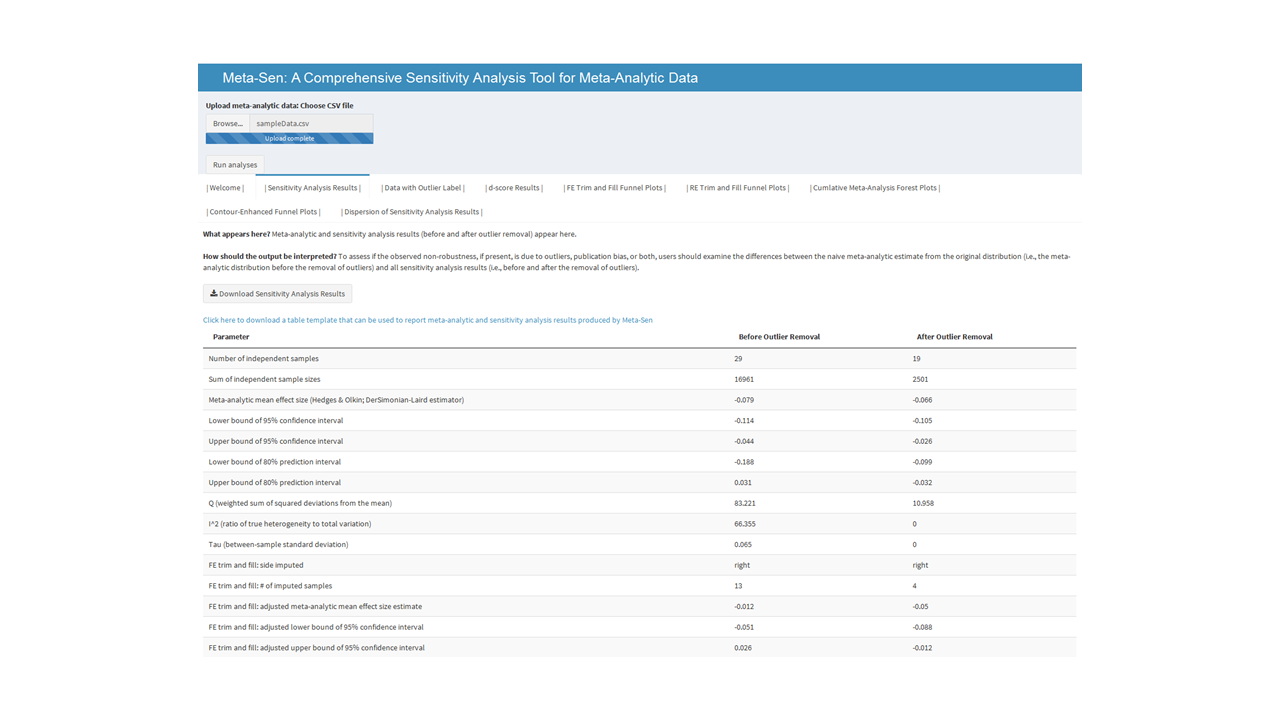 Meta-Sen: A Comprehensive Sensitivity Analysis Tool for Meta-Analytic Data
Upload meta-analytic data: Choose CSV file
Browse... sampleData.csv
Upload complete
Run analyses
| Welcome | | Sensitivity Analysis Results | | Data with Outlier Label | | d-score Results | | FE Trim and Fill Funnel Plots | | RE Trim and Fill Funnel Plots | | Cumlative Meta-Analysis Forest Plots |
| Contour-Enhanced Funnel Plots | | Dispersion of Sensitivity Analysis Results |
What appears here? Meta-analytic and sensitivity analysis results (before and after outlier removal) appear here.
How should the output be interpreted? To assess if the observed non-robustness, if present, is due to outliers, publication bias, or both, users should examine the differences between the naive meta-analytic estimate from the original distribution (i.e., the meta-
analytic distribution before the removal of outliers) and all sensitivity analysis results (i.e., before and after the removal of outliers).
Download Sensitivity Analysis Results
Click here to download a table template that can be used to report meta-analytic and sensitivity analysis results produced by Meta-Sen
Parameter Before Outlier Removal After Outlier Removal
Number of independent samples 29 19
Sum of independent sample sizes 16961 2501
Meta-analytic mean effect size (Hedges & Olkin; DerSimonian-Laird estimator) -0.079 -0.066
Lower bound of 95% confidence interval -0.114 -0.105
Upper bound of 95% confidence interval -0.044 -0.026
Lower bound of 80% prediction interval -0.188 -0.099
Upper bound of 80% prediction interval 0.031 -0.032
Q (weighted sum of squared deviations from the mean) 83.221 10.958
I^2 (ratio of true heterogeneity to total variation) 66.355 0
Tau (between-sample standard deviation) 0.065 0
FE trim and fill: side imputed right right
FE trim and fill: # of imputed samples 13 4
FE trim and fill: adjusted meta-analytic mean effect size estimate -0.012 -0.05
FE trim and fill: adjusted lower bound of 95% confidence interval -0.051 -0.088
FE trim and fill: adjusted upper bound of 95% confidence interval 0.026 -0.012